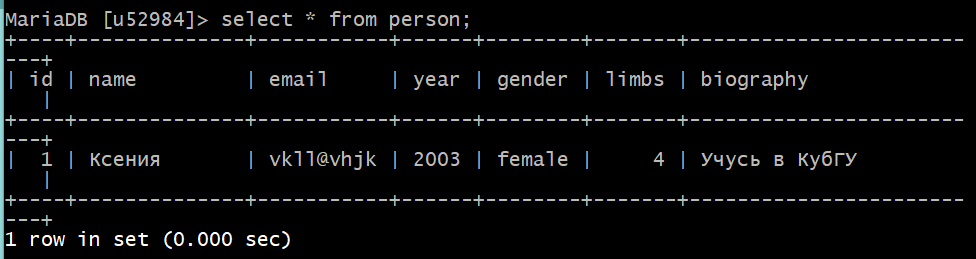 MariaDB [u52984]> select * from person;
+----+--------------+-----------+------+--------+-------+-----------------------
---+
| id | name         | email     | year | gender | limbs | biography
   |
+----+--------------+-----------+------+--------+-------+-----------------------
---+
|  1 | Ксения       | vkll@vhjk | 2003 | female |     4 | Учусь в КубГУ
   |
+----+--------------+-----------+------+--------+-------+-----------------------
---+
1 row in set (0.000 sec)